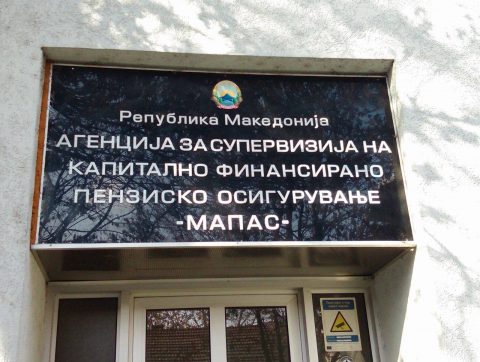 Република Македонија
АГЕНЦИЈА ЗА СУПЕРВИЗИЈА НА
КАПИТАЛНО ФИНАНСИРАНО
ПЕНЗИСКО ОСИГУРУВАЊЕ
-МАПАС-